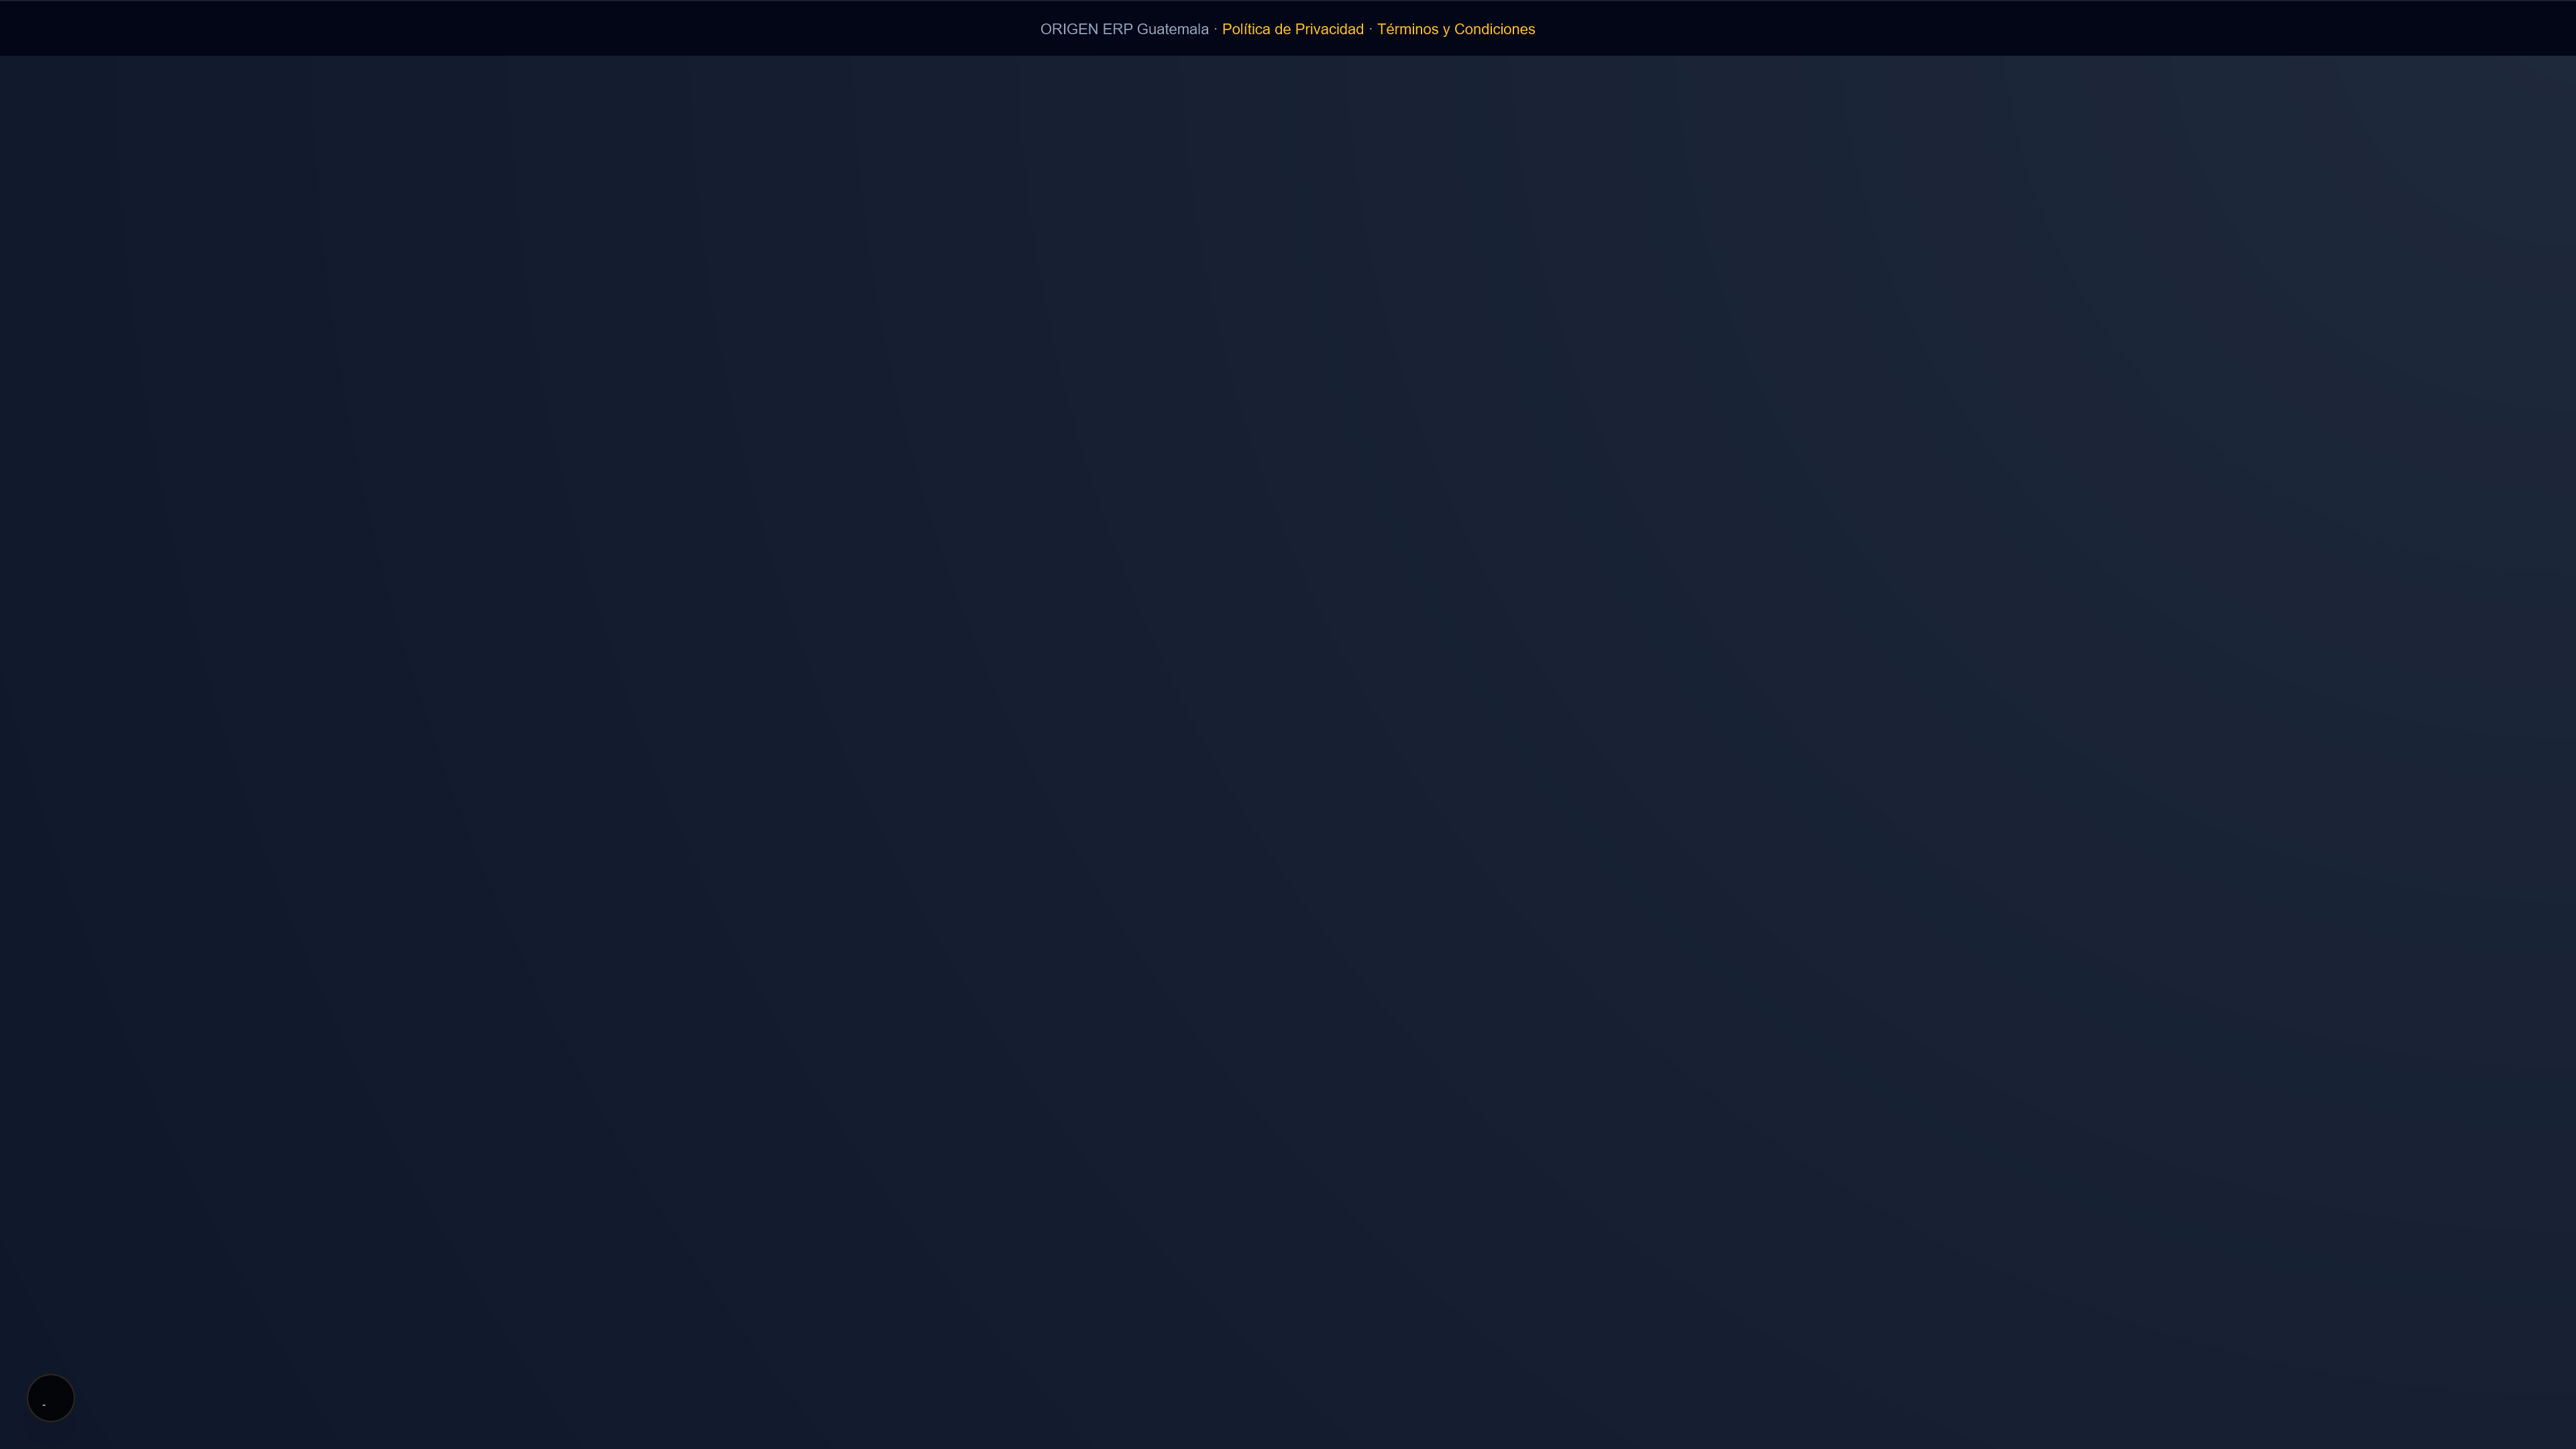 ORIGEN ERP Guatemala · Política de Privacidad · Términos y Condiciones